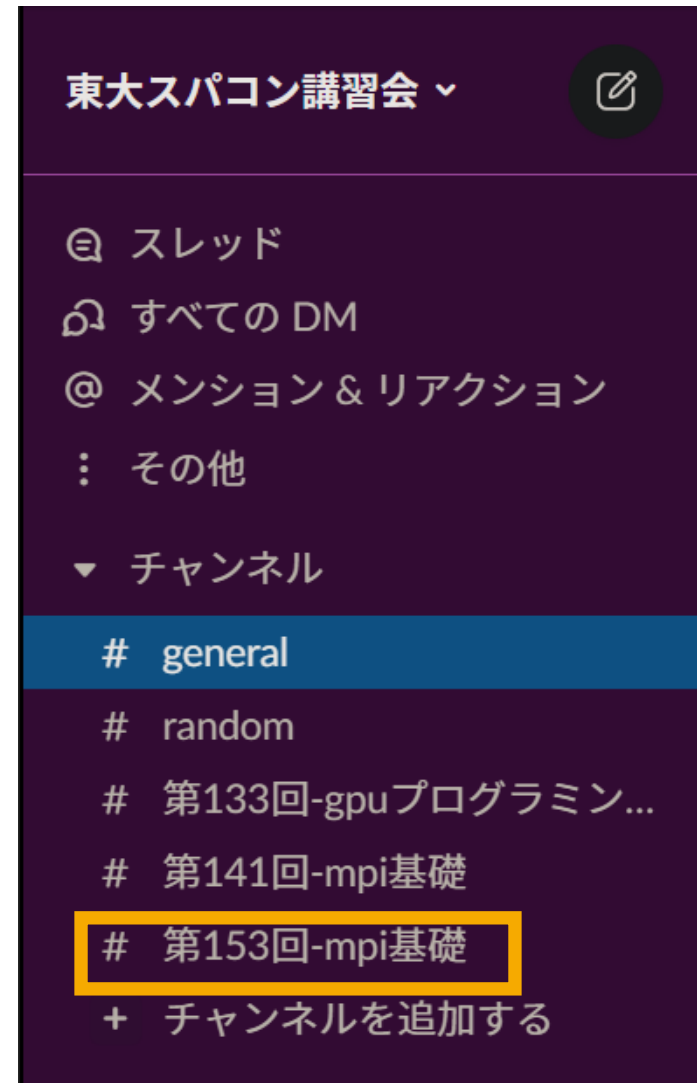 東大スパコン講習会
スレッド
すべての DM
@ メンション & リアクション
その他
チャンネル
# general
# random
# 第133回-gpuプログラミン...
# 第141回-mpi基礎
# 第153回-mpi基礎
+ チャンネルを追加する